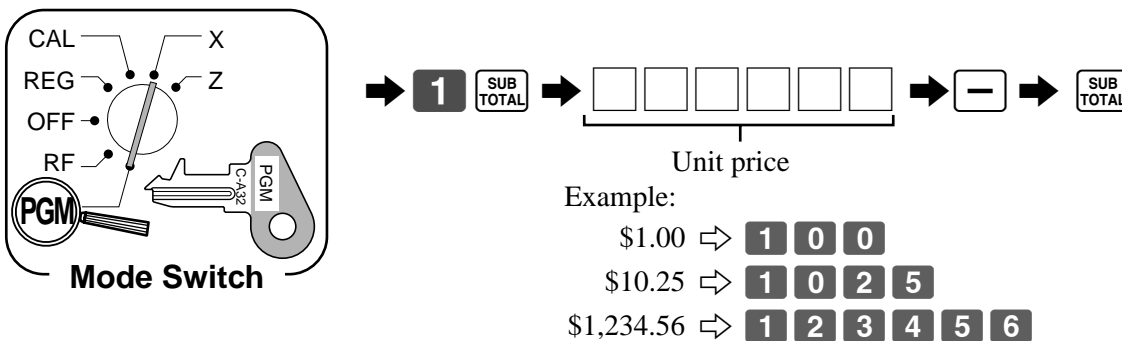 CAL
X
REG
Z
OFF
RF
PGM
C-A32
PGM
Mode Switch
1 SUB TOTAL
−
SUB TOTAL
Unit price
Example:
$1.00 ⇨ 1 0 0
$10.25 ⇨ 1 0 2 5
$1,234.56 ⇨ 1 2 3 4 5 6